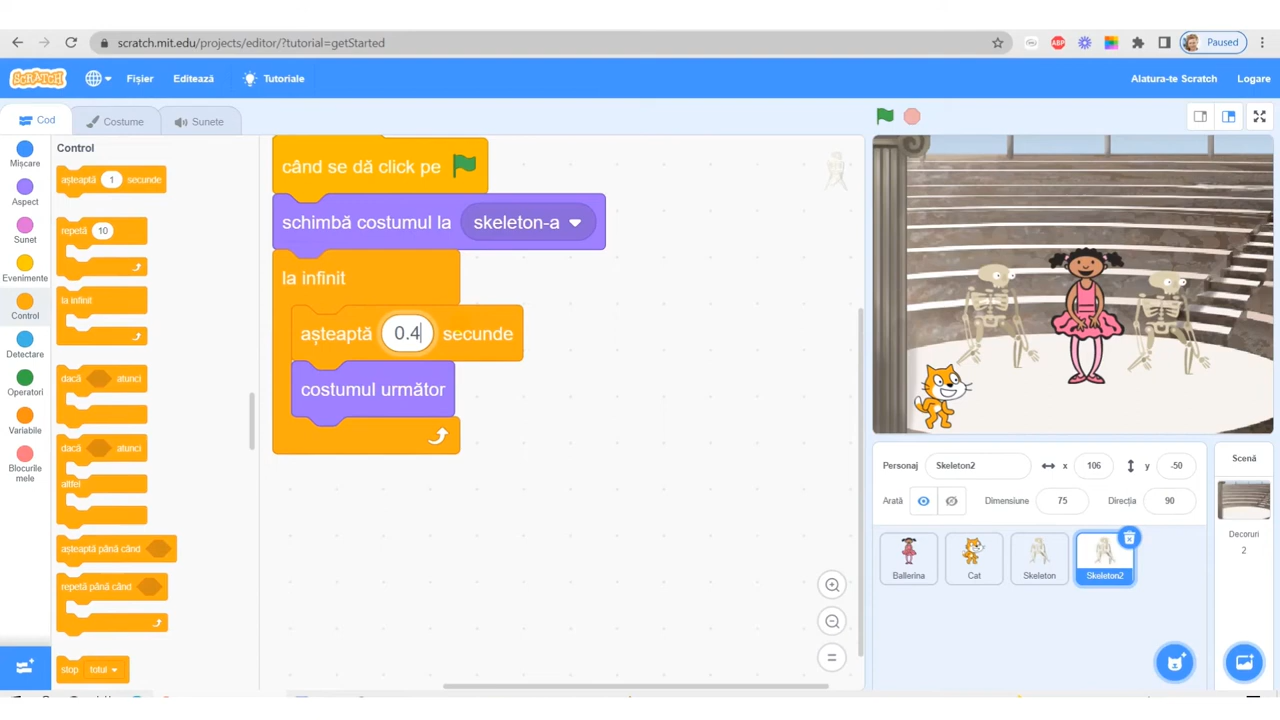 scratch.mit.edu/projects/editor/?tutorial=getStarted
ABP
Paused
SCRATCH
Fișier
Editează
Tutoriale
Alatura-te Scratch
Logare
Cod
Costume
Sunete
Mișcare
Aspect
Sunet
Evenimente
Control
Detectare
Operatori
Variabile
Blocurile
mele
Control
așteaptă 1 secunde
repetă 10
la infinit
dacă atunci
dacă atunci
altfel
așteaptă până când
repetă până când
stop totul
când se dă click pe
schimbă costumul la skeleton-a
la infinit
așteaptă 0.4 secunde
costumul următor
Personaj Skeleton2 x 106 y -50
Arată Dimensiune 75 Direcția 90
Ballerina
Cat
Skeleton
Skeleton2
Scenă
Decoruri
2